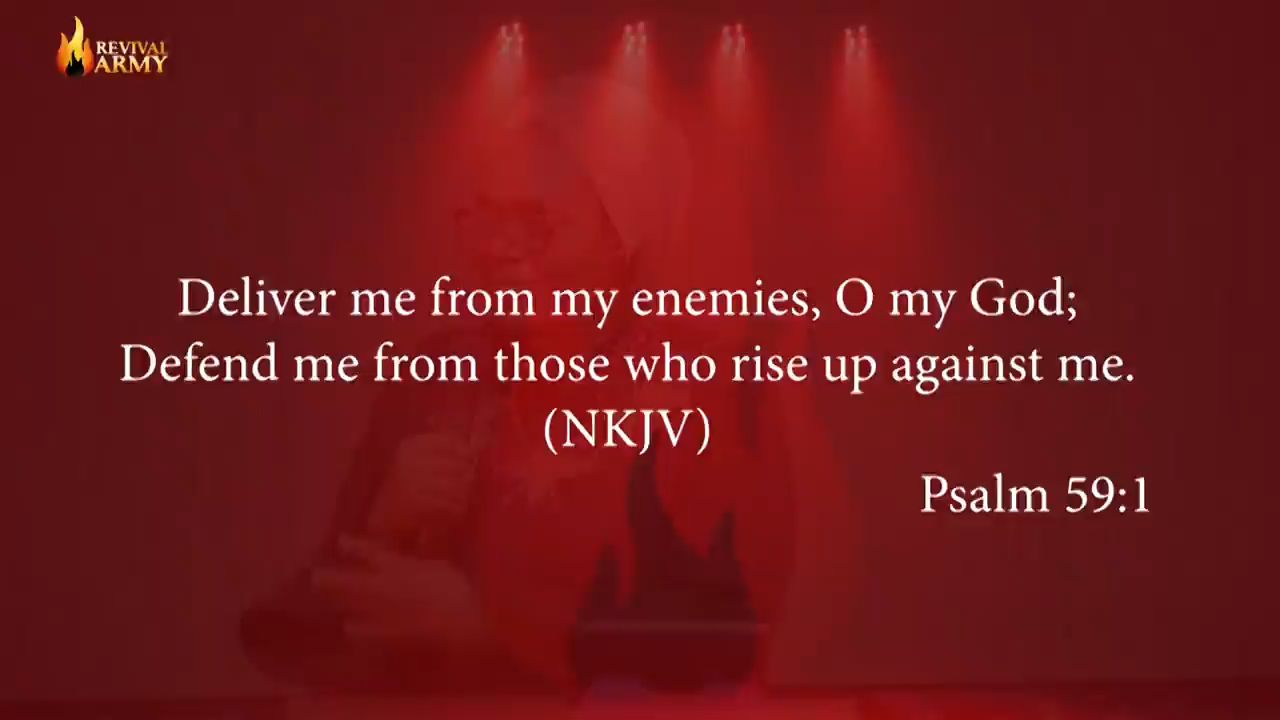 REVIVAL
ARMY
Deliver me from my enemies, O my God;
Defend me from those who rise up against me.
(NKJV)
Psalm 59:1